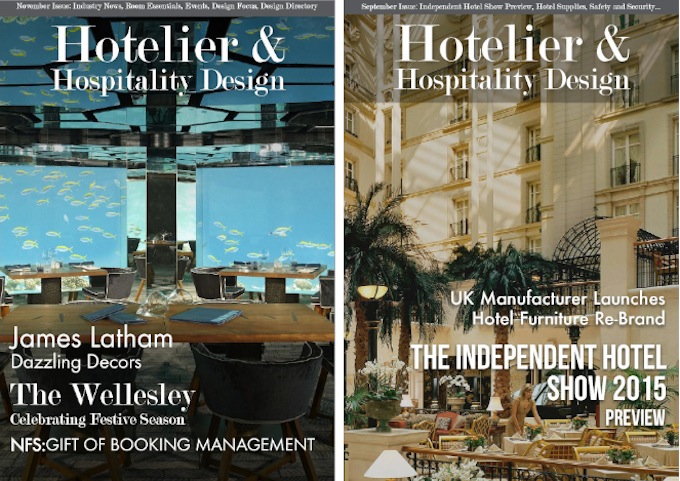 November Issue: Industry News, Room Essentials, Events, Design Focus, Design Directory
Hotelier &
Hospitality Design
James Latham
Dazzling Decors
The Wellesley
Celebrating Festive Season
NFS:GIFT OF BOOKING MANAGEMENT
September Issue: Independent Hotel Show Preview, Hotel Supplies, Safety and Security...
Hotelier &
Hospitality Design
UK Manufacturer Launches
Hotel Furniture Re-Brand
THE INDEPENDENT HOTEL
SHOW 2015
PREVIEW